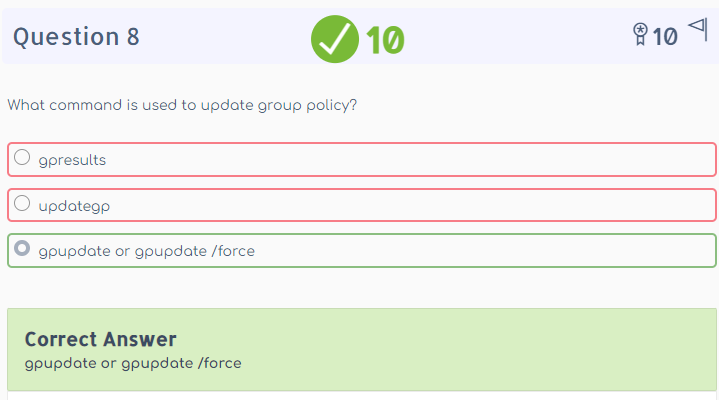 Question 8
10
10
What command is used to update group policy?
gpresults
updategp
gpupdate or gpupdate /force
Correct Answer
gpupdate or gpupdate /force